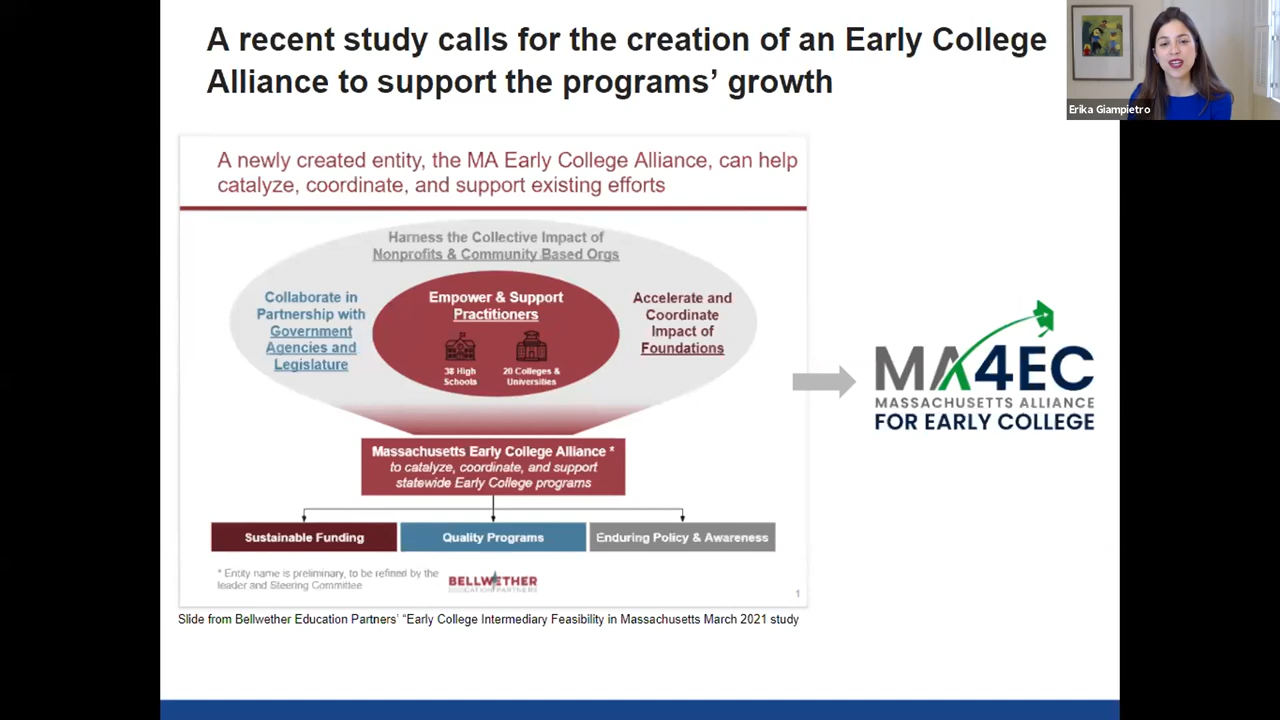 A recent study calls for the creation of an Early College
Alliance to support the programs’ growth
Erika Giampietro
A newly created entity, the MA Early College Alliance, can help
catalyze, coordinate, and support existing efforts
Harness the Collective Impact of
Nonprofits & Community Based Orgs
Collaborate in
Partnership with
Government
Agencies and
Legislature
Empower & Support
Practitioners
38 High
Schools
20 Colleges &
Universities
Accelerate and
Coordinate
Impact of
Foundations
MA4EC
MASSACHUSETTS ALLIANCE
FOR EARLY COLLEGE
Massachusetts Early College Alliance *
to catalyze, coordinate, and support
statewide Early College programs
Sustainable Funding
Quality Programs
Enduring Policy & Awareness
* Entity name is preliminary, to be refined by the
leader and Steering Committee
BELLWETHER
PARTNERS
1
Slide from Bellwether Education Partners’ “Early College Intermediary Feasibility in Massachusetts March 2021 study